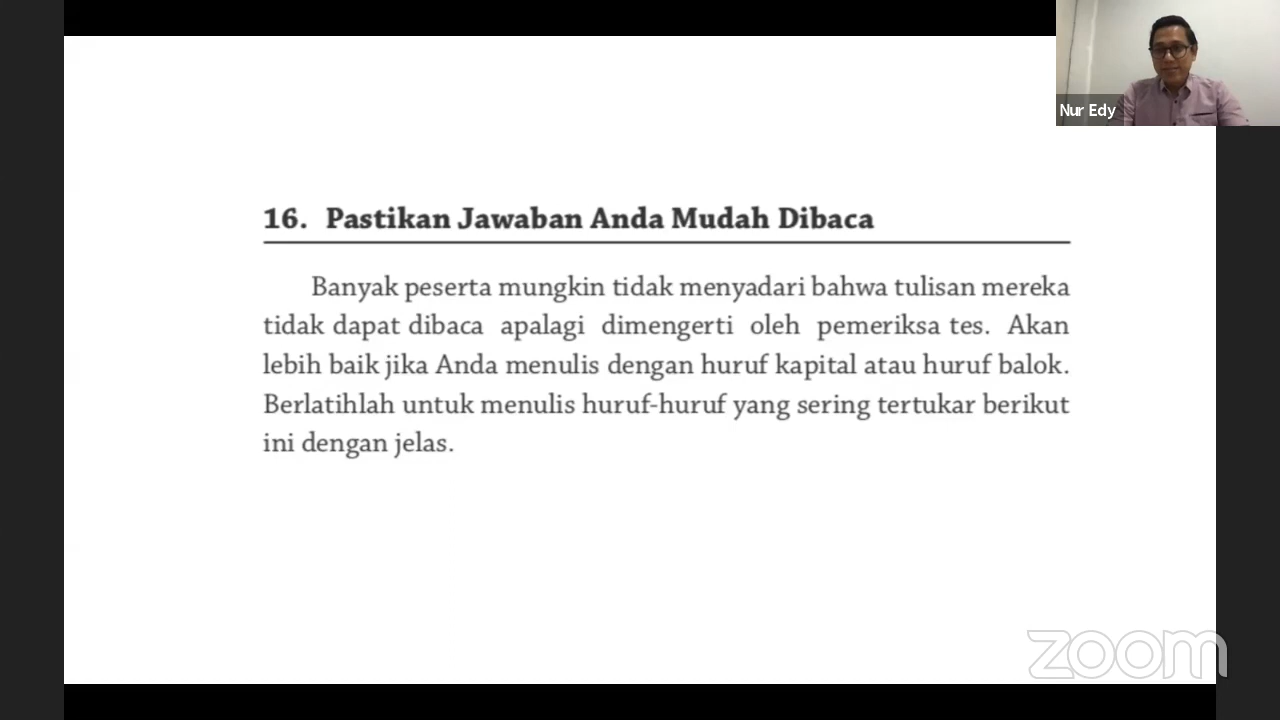 Nur Edy
16. Pastikan Jawaban Anda Mudah Dibaca
Banyak peserta mungkin tidak menyadari bahwa tulisan mereka
tidak dapat dibaca apalagi dimengerti oleh pemeriksa tes. Akan
lebih baik jika Anda menulis dengan huruf kapital atau huruf balok.
Berlatihlah untuk menulis huruf-huruf yang sering tertukar berikut
ini dengan jelas.
zoom